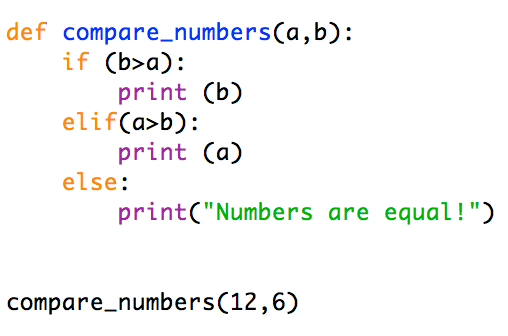 def compare_numbers(a,b):
    if (b>a):
        print (b)
    elif(a>b):
        print (a)
    else:
        print("Numbers are equal!")
compare_numbers(12,6)